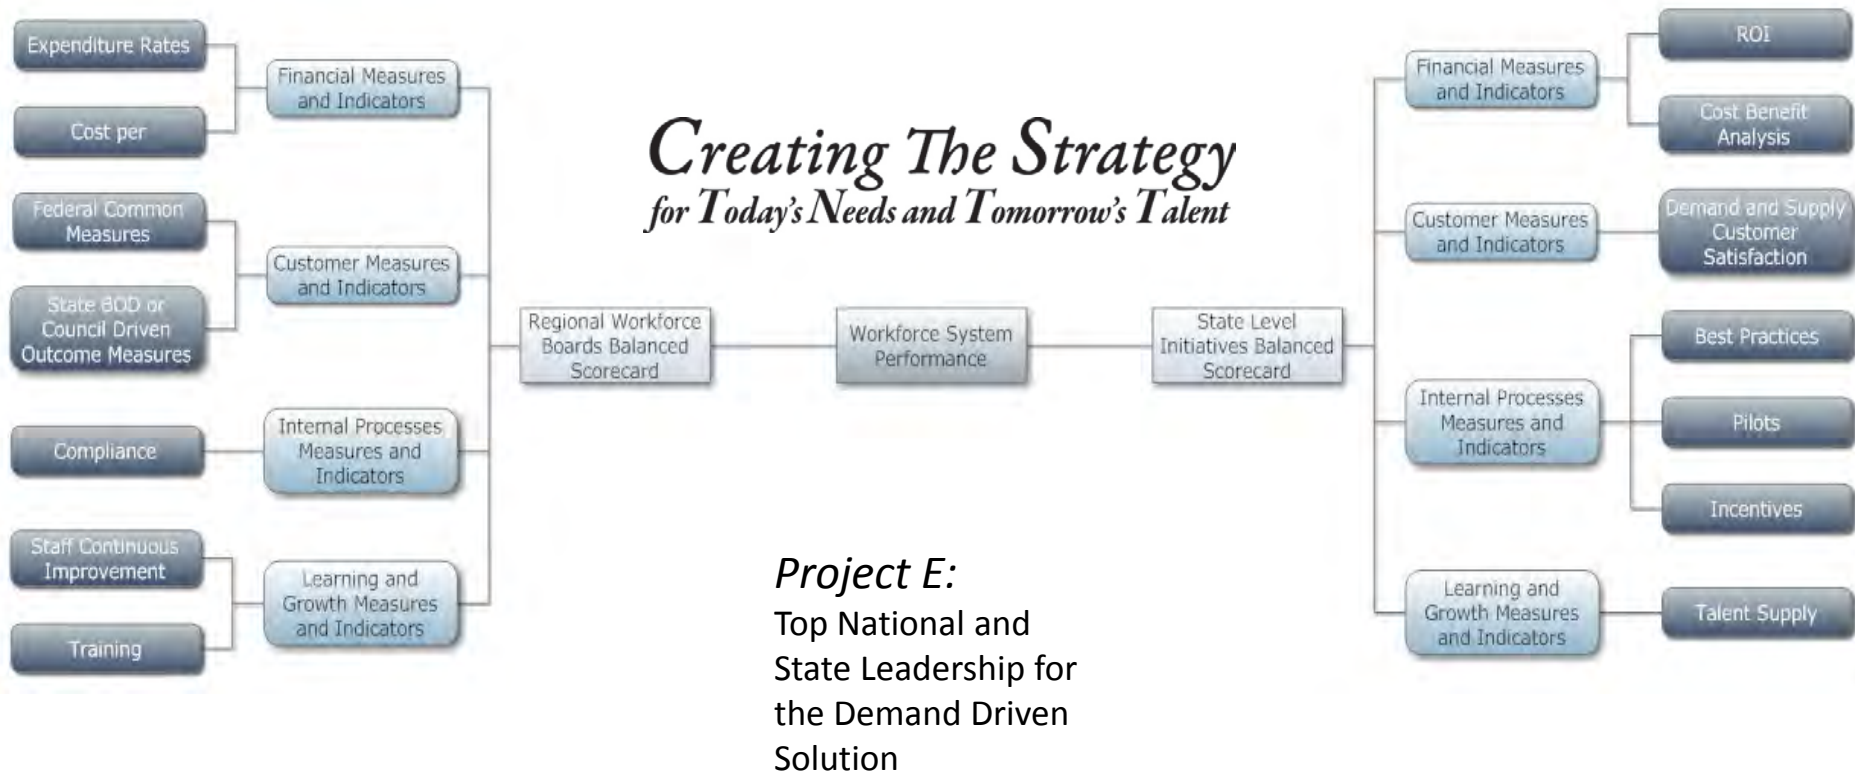 Expenditure Rates
Cost per
Federal Common
Measures
State BOD or
Council Driven
Outcome Measures
Compliance
Staff Continuous
Improvement
Training
Financial Measures
and Indicators
Customer Measures
and Indicators
Internal Processes
Measures and
Indicators
Learning and
Growth Measures
and Indicators
Regional Workforce
Boards Balanced
Scorecard
Creating The Strategy
for Today's Needs and Tomorrow's Talent
Workforce System
Performance
Project E:
Top National and
State Leadership for
the Demand Driven
Solution
State Level
Initiatives Balanced
Scorecard
Financial Measures
and Indicators
Customer Measures
and Indicators
Internal Processes
Measures and
Indicators
Learning and
Growth Measures
and Indicators
ROI
Cost Benefit
Analysis
Demand and Supply
Customer
Satisfaction
Best Practices
Pilots
Incentives
Talent Supply